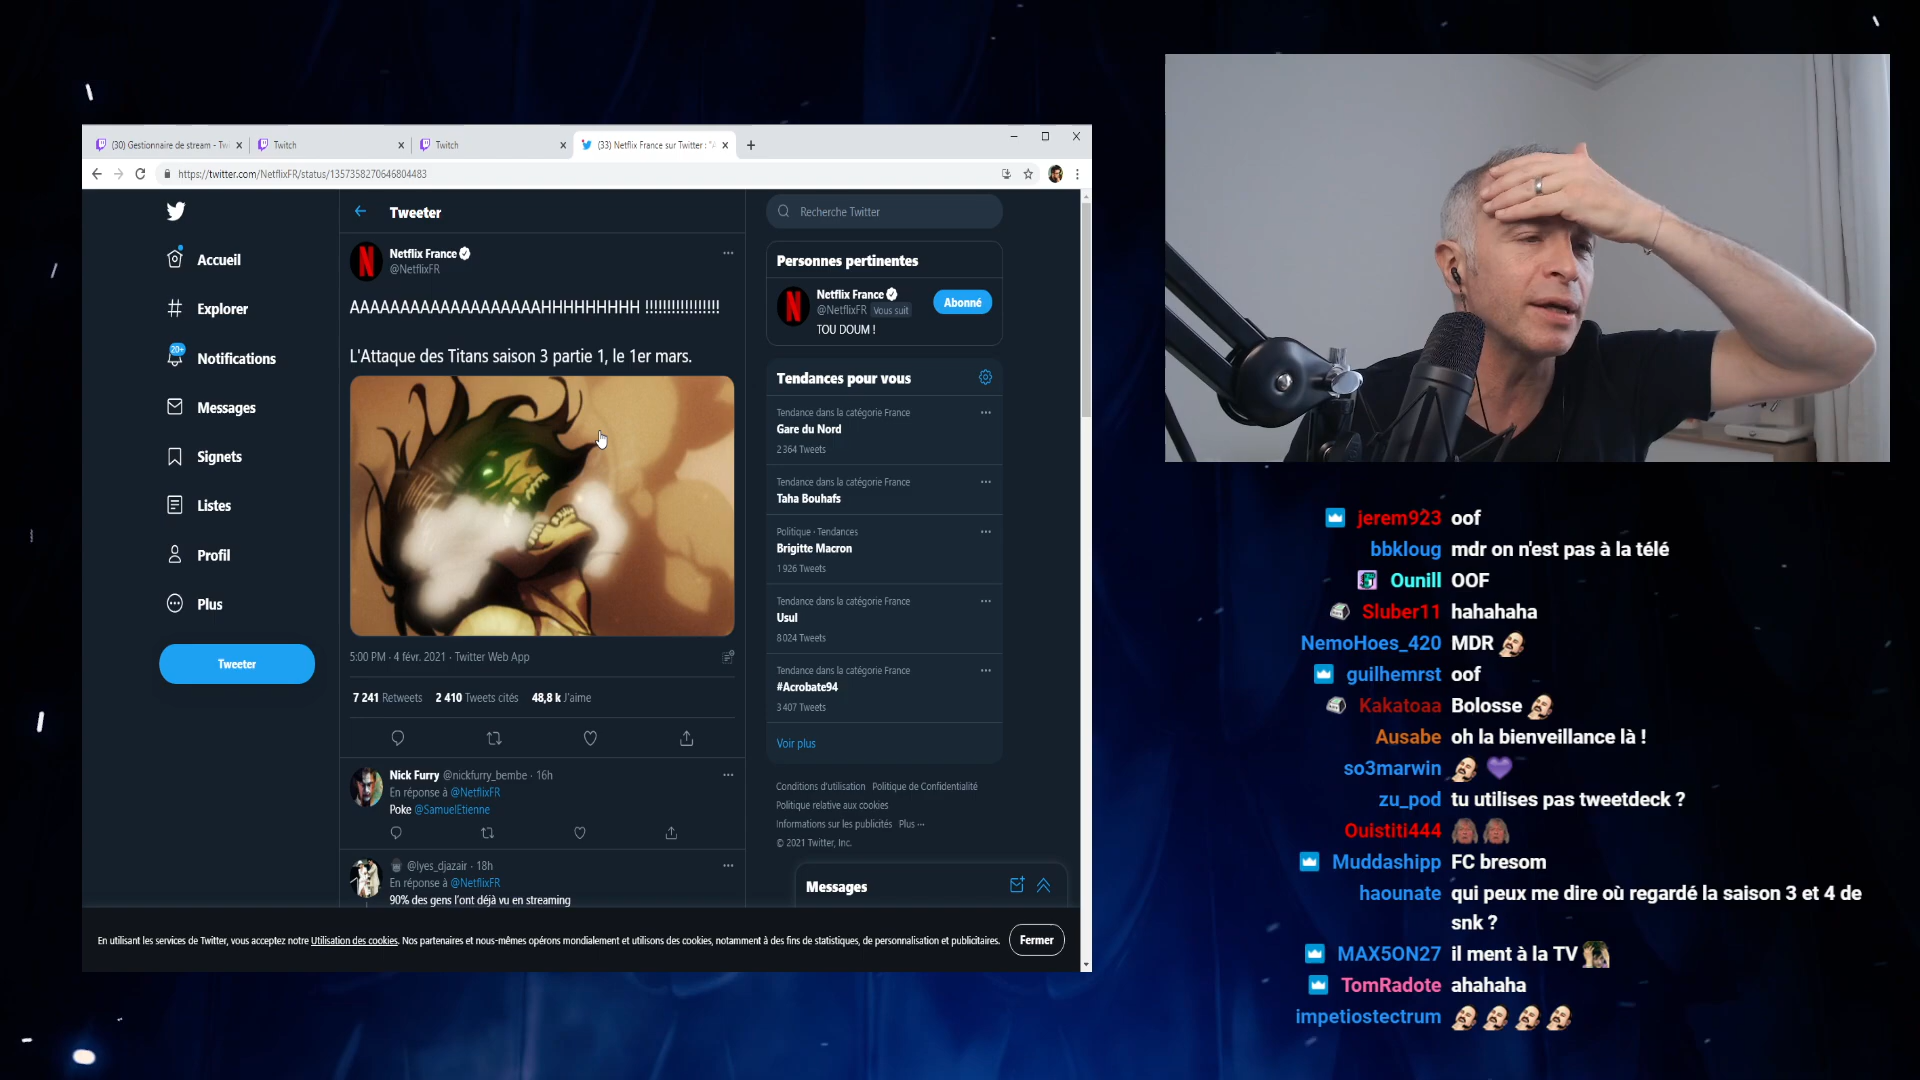 (30) Gestionnaire de stream - Tw
Twitch
Twitch
(33) Netflix France sur Twitter : "A
https://twitter.com/NetflixFR/status/1357358270646804483
Accueil
Explorer
20+
Notifications
Messages
Signets
Listes
Profil
Plus
Tweeter
Tweeter
Netflix France
@NetflixFR
AAAAAAAAAAAAAAAAAAAHHHHHHHHH !!!!!!!!!!!!!!!!!
L'Attaque des Titans saison 3 partie 1, le 1er mars.
5:00 PM · 4 févr. 2021 · Twitter Web App
7 241 Retweets 2 410 Tweets cités 48,8 k J'aime
Nick Furry @nickfurry_bembe · 16h
En réponse à @NetflixFR
Poke @SamuelEtienne
@lyes_djazair · 18h
En réponse à @NetflixFR
90% des gens l'ont déjà vu en streaming
Recherche Twitter
Personnes pertinentes
Netflix France
@NetflixFR Vous suit
Abonné
TOU DOUM !
Tendances pour vous
Tendance dans la catégorie France
Gare du Nord
2 364 Tweets
Tendance dans la catégorie France
Taha Bouhafs
Politique · Tendances
Brigitte Macron
1 926 Tweets
Tendance dans la catégorie France
Usul
8 024 Tweets
Tendance dans la catégorie France
#Acrobate94
3 407 Tweets
Voir plus
Conditions d'utilisation Politique de Confidentialité
Politique relative aux cookies
Informations sur les publicités Plus ···
© 2021 Twitter, Inc.
Messages
En utilisant les services de Twitter, vous acceptez notre Utilisation des cookies. Nos partenaires et nous-mêmes opérons mondialement et utilisons des cookies, notamment à des fins de statistiques, de personnalisation et publicitaires.
Fermer
jerem923 oof
bbkloug mdr on n'est pas à la télé
Ounill OOF
Sluber11 hahahaha
NemoHoes_420 MDR
guilhemrst oof
Kakatoaa Bolosse
Ausabe oh la bienveillance là !
so3marwin
zu_pod tu utilises pas tweetdeck ?
Ouistiti444
Muddashipp FC bresom
haounate qui peux me dire où regardé la saison 3 et 4 de
snk ?
MAX5ON27 il ment à la TV
TomRadote ahahaha
impetiostectrum